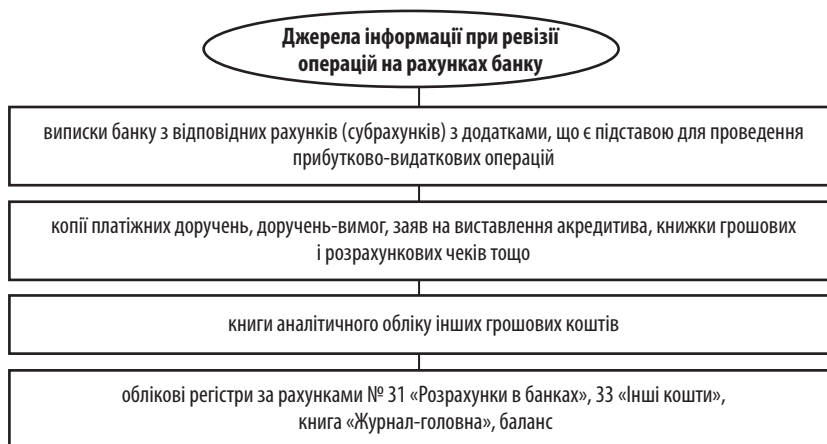 Джерела інформації при ревізії
операцій на рахунках банку
виписки банку з відповідних рахунків (субрахунків) з додатками, що є підставою для проведення
прибутково-видаткових операцій
копії платіжних доручень, доручень-вимог, заяв на виставлення акредитива, книжки грошових
і розрахункових чеків тощо
книги аналітичного обліку інших грошових коштів
облікові регістри за рахунками № 31 «Розрахунки в банках», 33 «Інші кошти»,
книга «Журнал-головна», баланс